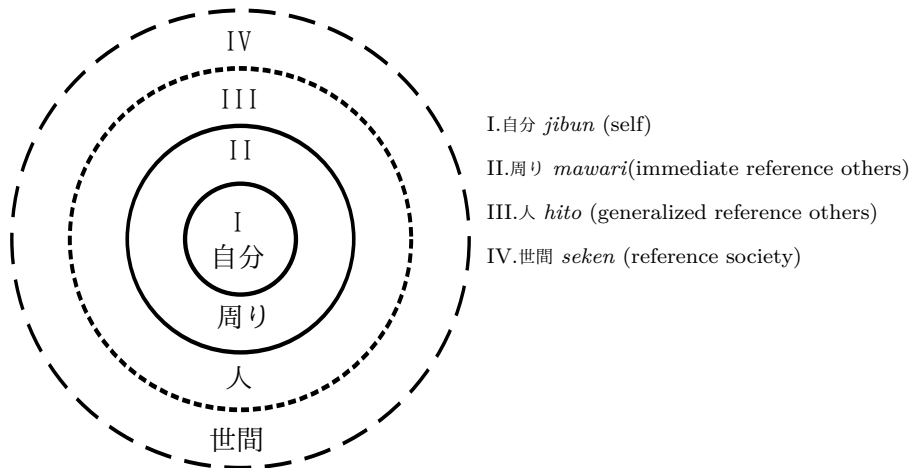 IV
III
II
I
自分
周り
人
世間
I.自分 jibun (self)
II.周り mawari(immediate reference others)
III.人 hito (generalized reference others)
IV.世間 seken (reference society)